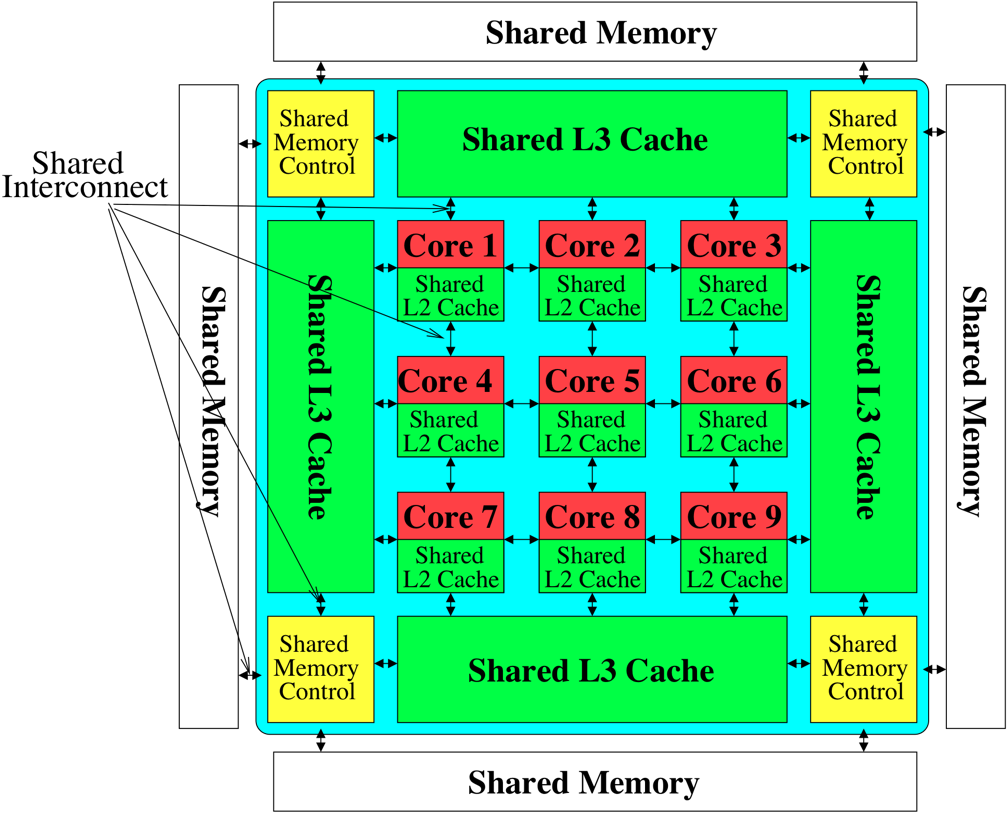 Shared Memory
Shared
Memory
Control
Shared L3 Cache
Shared
Memory
Control
Shared
Interconnect
Shared Memory
Shared L3 Cache
Core 1
Shared
L2 Cache
Core 2
Shared
L2 Cache
Core 3
Shared
L2 Cache
Core 4
Shared
L2 Cache
Core 5
Shared
L2 Cache
Core 6
Shared
L2 Cache
Core 7
Shared
L2 Cache
Core 8
Shared
L2 Cache
Core 9
Shared
L2 Cache
Shared L3 Cache
Shared Memory
Shared
Memory
Control
Shared L3 Cache
Shared
Memory
Control
Shared Memory